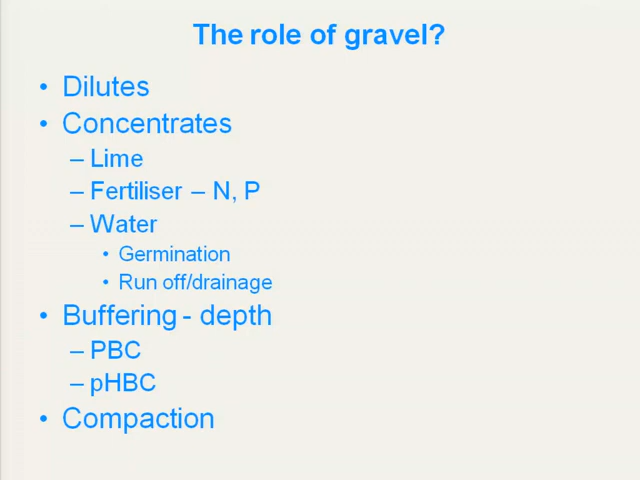 The role of gravel?
• Dilutes
• Concentrates
– Lime
– Fertiliser – N, P
– Water
• Germination
• Run off/drainage
• Buffering - depth
– PBC
– pHBC
• Compaction